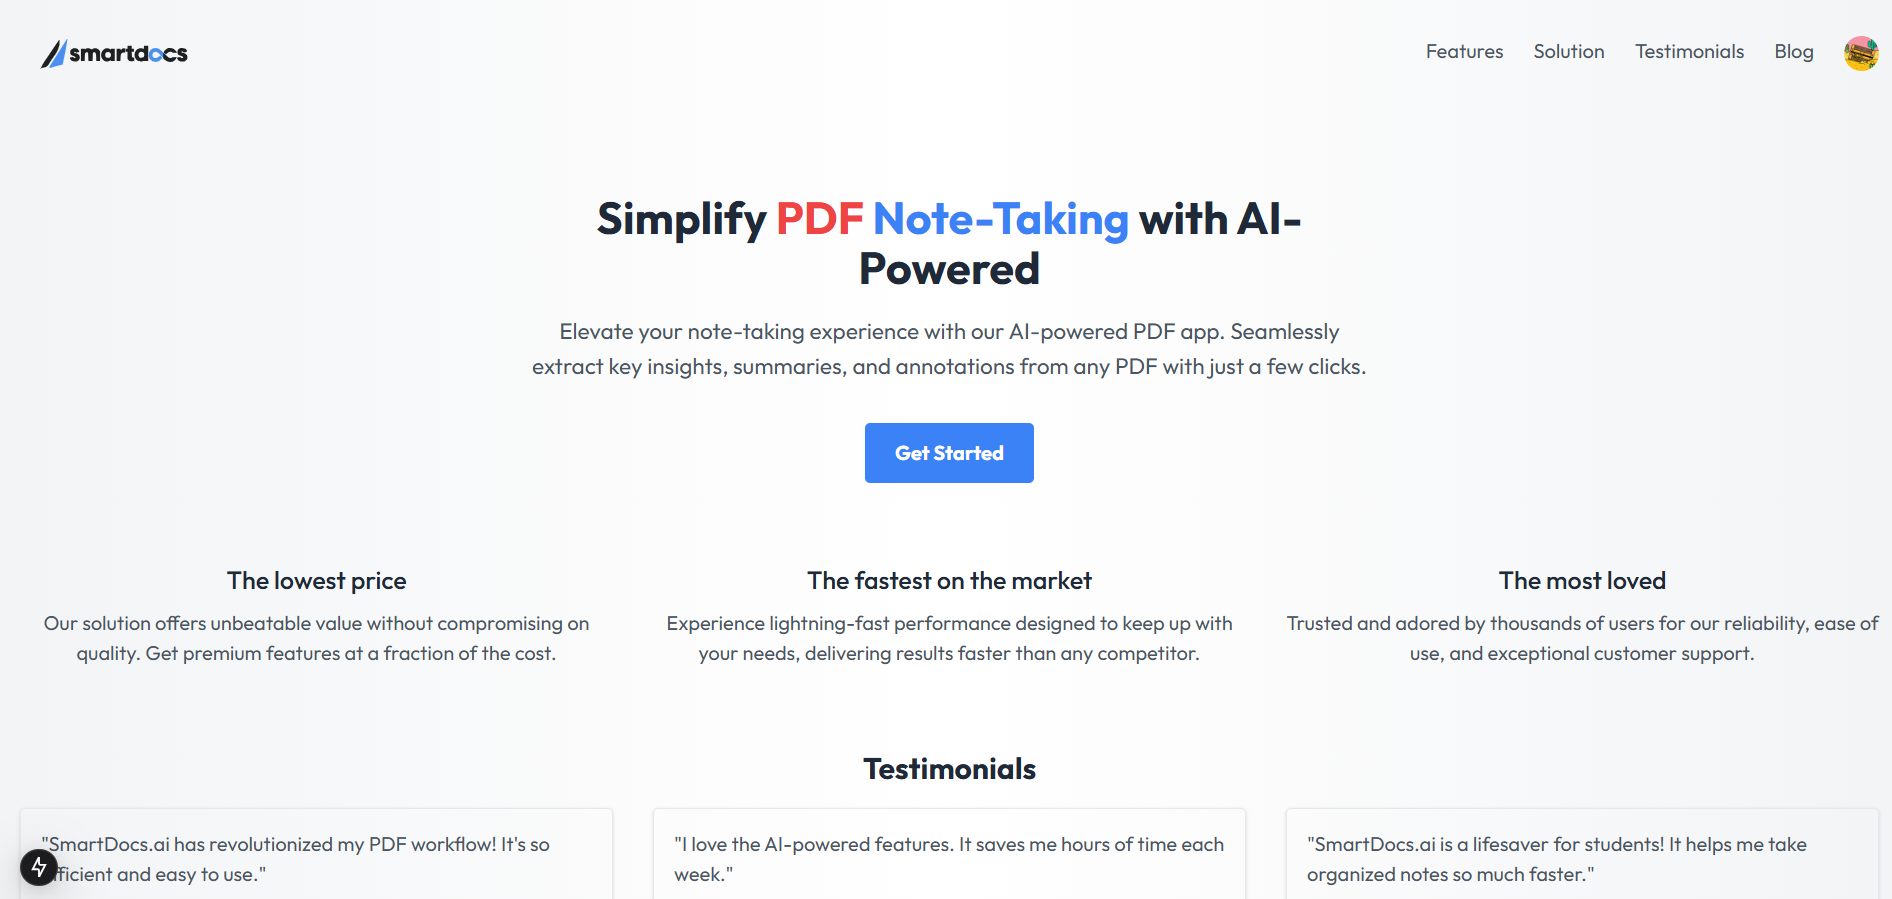 smartdocs
Features
Solution
Testimonials
Blog
Simplify PDF Note-Taking with AI-
Powered
Elevate your note-taking experience with our AI-powered PDF app. Seamlessly
extract key insights, summaries, and annotations from any PDF with just a few clicks.
Get Started
The lowest price
Our solution offers unbeatable value without compromising on
quality. Get premium features at a fraction of the cost.
The fastest on the market
Experience lightning-fast performance designed to keep up with
your needs, delivering results faster than any competitor.
The most loved
Trusted and adored by thousands of users for our reliability, ease of
use, and exceptional customer support.
Testimonials
"SmartDocs.ai has revolutionized my PDF workflow! It's so
fficient and easy to use."
"I love the AI-powered features. It saves me hours of time each
week."
"SmartDocs.ai is a lifesaver for students! It helps me take
organized notes so much faster."